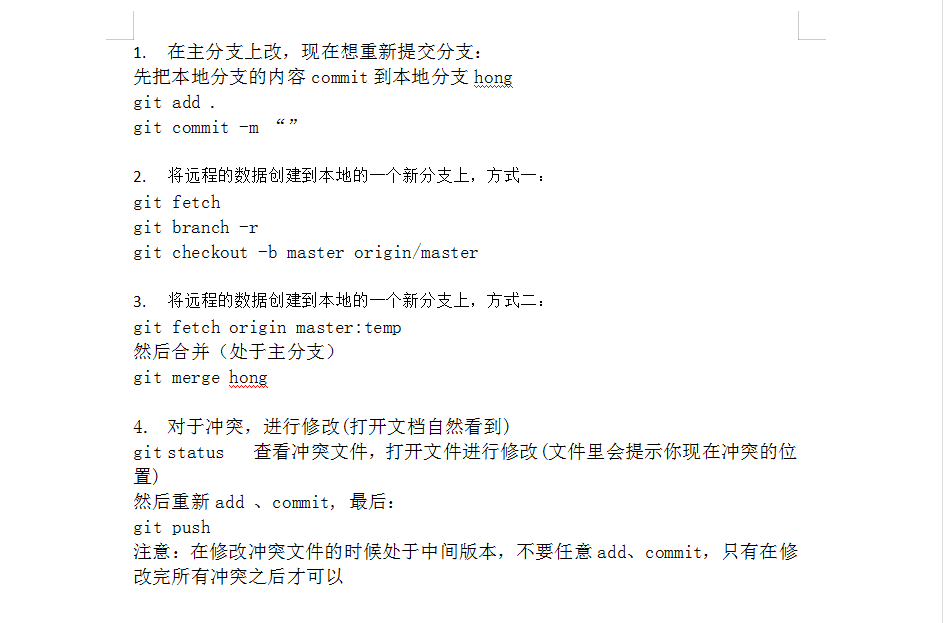 1. 在主分支上改，现在想重新提交分支：
先把本地分支的内容 commit 到本地分支 hong
git add .
git commit -m “”
2. 将远程的数据创建到本地的一个新分支上，方式一：
git fetch
git branch -r
git checkout -b master origin/master
3. 将远程的数据创建到本地的一个新分支上，方式二：
git fetch origin master:temp
然后合并（处于主分支）
git merge hong
4. 对于冲突，进行修改(打开文档自然看到)
git status 查看冲突文件，打开文件进行修改(文件里会提示你现在冲突的位
置)
然后重新 add 、commit, 最后：
git push
注意：在修改冲突文件的时候处于中间版本，不要任意 add、commit，只有在修
改完所有冲突之后才可以